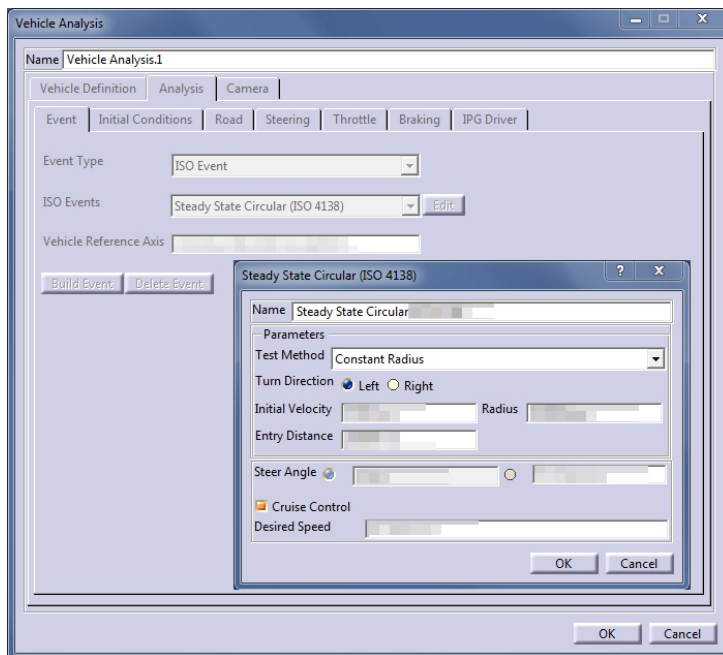 Vehicle Analysis
Name Vehicle Analysis.1
Vehicle Definition Analysis Camera
Event Initial Conditions Road Steering Throttle Braking IPG Driver
Event Type ISO Event
ISO Events Steady State Circular (ISO 4138) Edit
Vehicle Reference Axis
Build Event Delete Event
Steady State Circular (ISO 4138) ? X
Name Steady State Circular
Parameters
Test Method Constant Radius
Turn Direction Left Right
Initial Velocity Radius
Entry Distance
Steer Angle
Cruise Control
Desired Speed
OK Cancel
OK Cancel